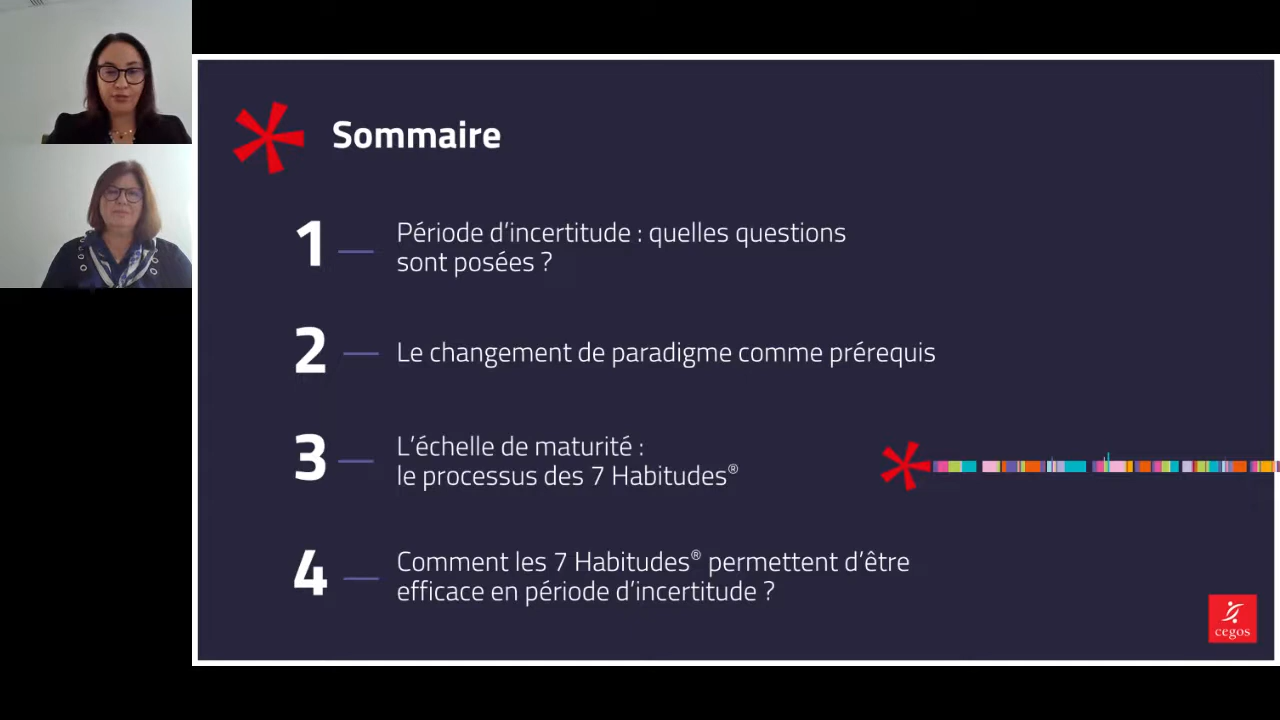 Sommaire
1
Période d'incertitude : quelles questions
sont posées ?
2
Le changement de paradigme comme prérequis
3
L'échelle de maturité :
le processus des 7 Habitudes®
4
Comment les 7 Habitudes® permettent d'être
efficace en période d'incertitude ?
cegos